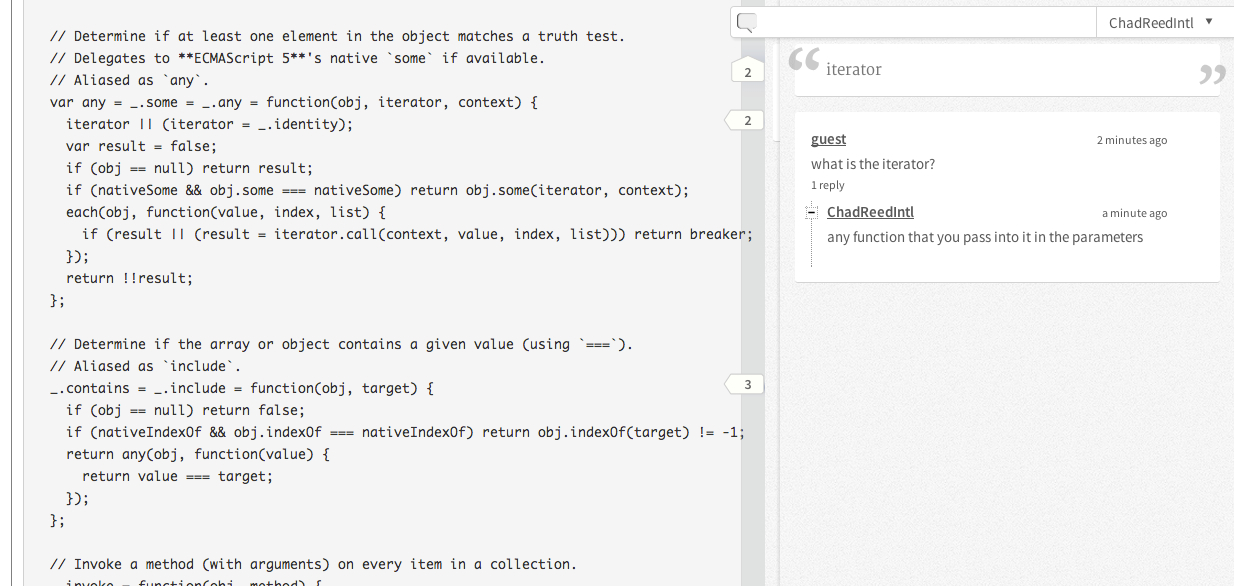 // Determine if at least one element in the object matches a truth test.
// Delegates to **ECMAScript 5**'s native `some` if available.
// Aliased as `any`.
var any = _.some = _.any = function(obj, iterator, context) {
  iterator || (iterator = _.identity);
  var result = false;
  if (obj == null) return result;
  if (nativeSome && obj.some === nativeSome) return obj.some(iterator, context);
  each(obj, function(value, index, list) {
    if (result || (result = iterator.call(context, value, index, list))) return breaker;
  });
  return !!result;
};
// Determine if the array or object contains a given value (using `===`).
// Aliased as `include`.
_.contains = _.include = function(obj, target) {
  if (obj == null) return false;
  if (nativeIndexOf && obj.indexOf === nativeIndexOf) return obj.indexOf(target) != -1;
  return any(obj, function(value) {
    return value === target;
  });
};
// Invoke a method (with arguments) on every item in a collection.
_.invoke = function(obj, method) {
2
2
3
ChadReedIntl ▼
“ iterator ”
guest 2 minutes ago
what is the iterator?
1 reply
ChadReedIntl a minute ago
any function that you pass into it in the parameters